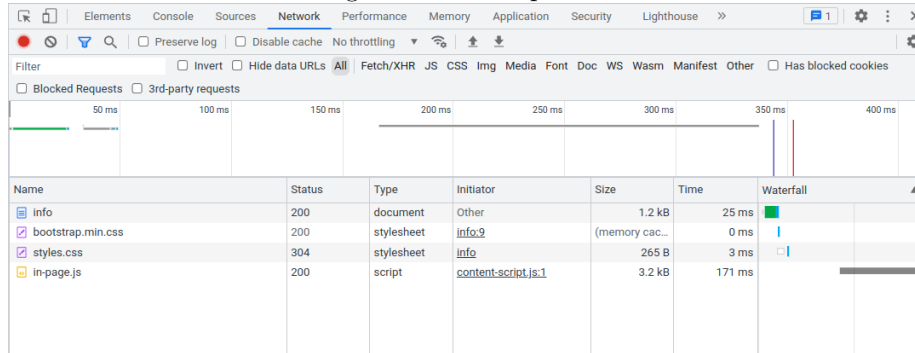 Elements Console Sources Network Performance Memory Application Security Lighthouse » 1
Preserve log Disable cache No throttling
Filter Invert Hide data URLs All Fetch/XHR JS CSS Img Media Font Doc WS Wasm Manifest Other Has blocked cookies
Blocked Requests 3rd-party requests
50 ms 100 ms 150 ms 200 ms 250 ms 300 ms 350 ms 400 ms
Name Status Type Initiator Size Time Waterfall
info 200 document Other 1.2 kB 25 ms
bootstrap.min.css 200 stylesheet info:9 (memory cac... 0 ms
styles.css 304 stylesheet info 265 B 3 ms
in-page.js 200 script content-script.js:1 3.2 kB 171 ms